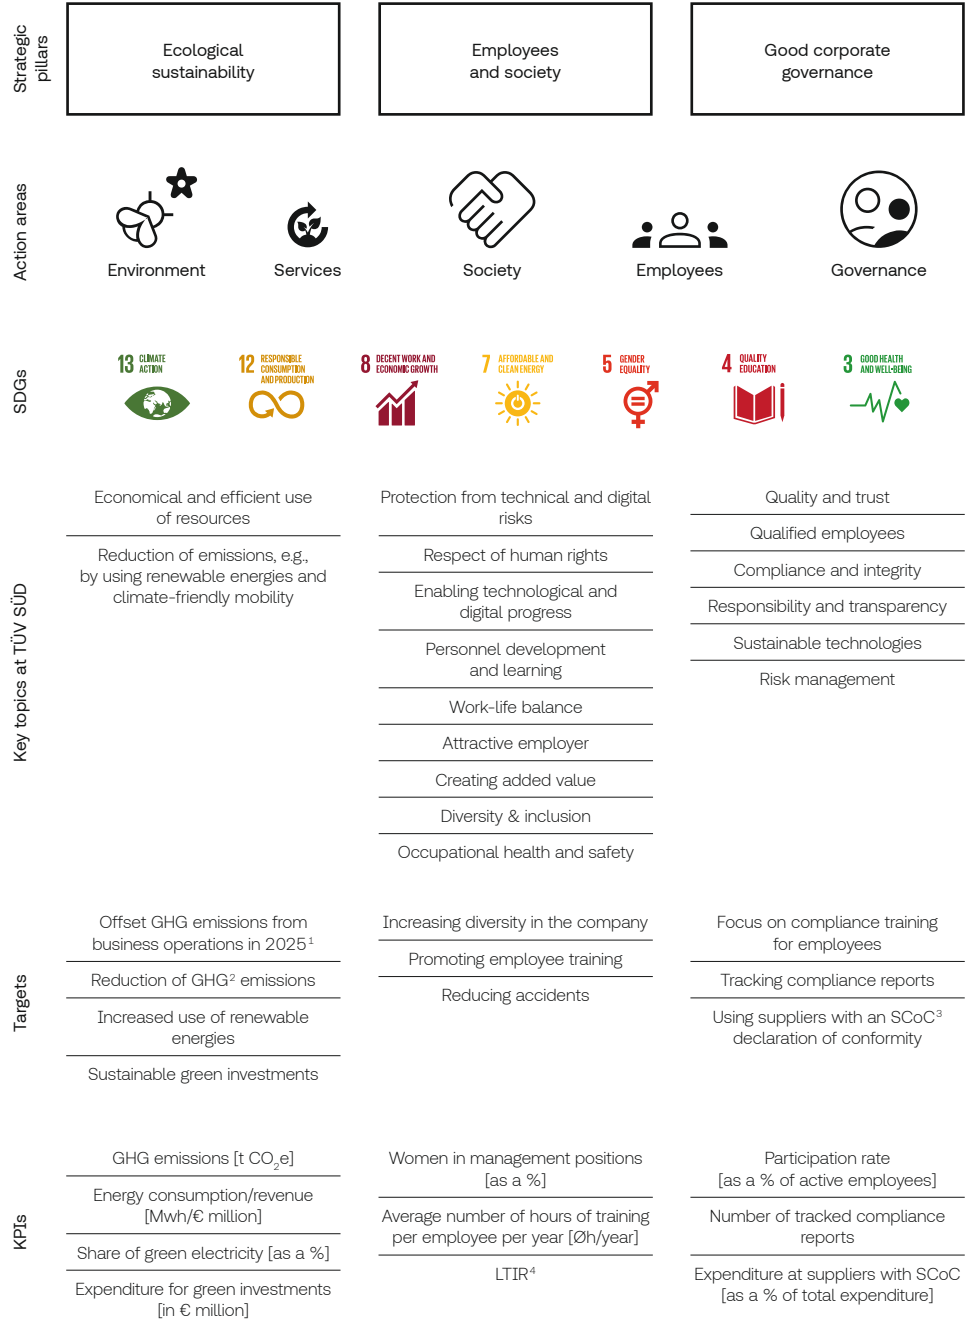 Strategic
pillars
Ecological
sustainability
Employees
and society
Good corporate
governance
Action areas
Environment
Services
Society
Employees
Governance
SDGs
13 CLIMATE
ACTION
12 RESPONSIBLE
CONSUMPTION
AND PRODUCTION
8 DECENT WORK AND
ECONOMIC GROWTH
7 AFFORDABLE AND
CLEAN ENERGY
5 GENDER
EQUALITY
4 QUALITY
EDUCATION
3 GOOD HEALTH
AND WELL-BEING
Key topics at TÜV SÜD
Economical and efficient use
of resources
Reduction of emissions, e.g.,
by using renewable energies and
climate-friendly mobility
Protection from technical and digital
risks
Respect of human rights
Enabling technological and
digital progress
Personnel development
and learning
Work-life balance
Attractive employer
Creating added value
Diversity & inclusion
Occupational health and safety
Quality and trust
Qualified employees
Compliance and integrity
Responsibility and transparency
Sustainable technologies
Risk management
Targets
Offset GHG emissions from
business operations in 2025¹
Reduction of GHG² emissions
Increased use of renewable
energies
Sustainable green investments
Increasing diversity in the company
Promoting employee training
Reducing accidents
Focus on compliance training
for employees
Tracking compliance reports
Using suppliers with an SCoC³
declaration of conformity
KPIs
GHG emissions [t CO₂e]
Energy consumption/revenue
[Mwh/€ million]
Share of green electricity [as a %]
Expenditure for green investments
[in € million]
Women in management positions
[as a %]
Average number of hours of training
per employee per year [Øh/year]
LTIR⁴
Participation rate
[as a % of active employees]
Number of tracked compliance
reports
Expenditure at suppliers with SCoC
[as a % of total expenditure]